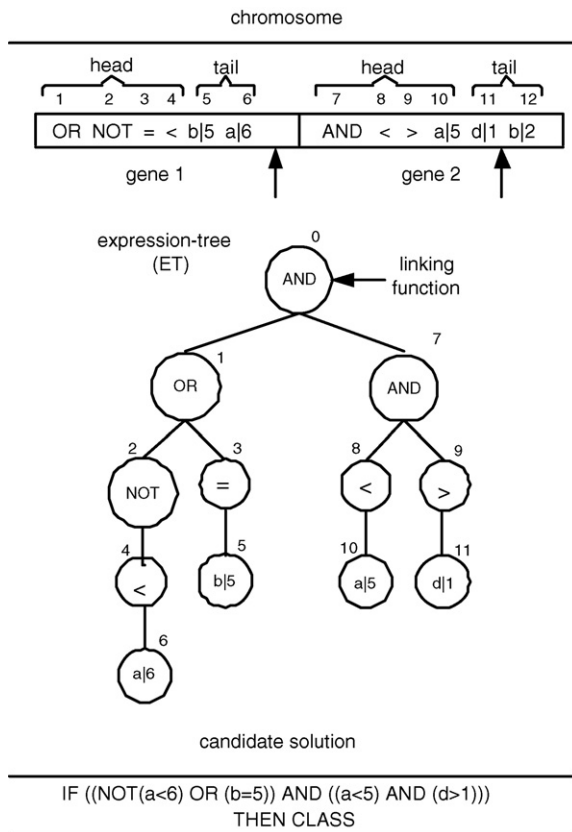 chromosome
head tail head tail
1 2 3 4 5 6 7 8 9 10 11 12
OR NOT = < b|5 a|6 AND < > a|5 d|1 b|2
gene 1 gene 2
expression-tree
(ET)
0
AND
linking
function
1
OR
7
AND
2
NOT
3
=
8
<
9
>
4
<
5
b|5
10
a|5
11
d|1
6
a|6
candidate solution
IF ((NOT(a<6) OR (b=5)) AND ((a<5) AND (d>1)))
THEN CLASS